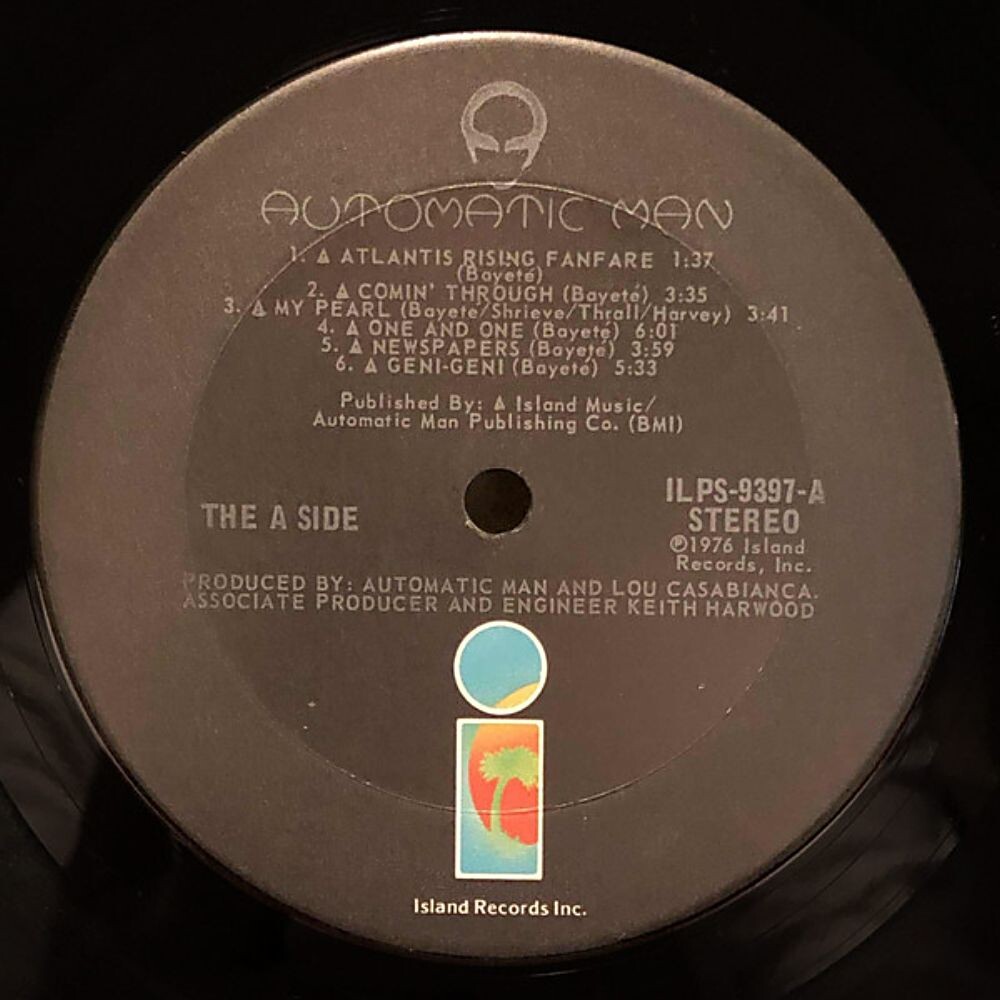 AUTOMATIC MAN
1. ∆ ATLANTIS RISING FANFARE 1:37
(Bayeté)
2. ∆ COMIN' THROUGH (Bayeté) 3:35
3. ∆ MY PEARL (Bayeté/Shrieve/Thrall/Harvey) 3:41
4. ∆ ONE AND ONE (Bayeté) 6:01
5. ∆ NEWSPAPERS (Bayeté) 3:59
6. ∆ GENI-GENI (Bayeté) 5:33
Published By: ∆ Island Music/
Automatic Man Publishing Co. (BMI)
THE A SIDE
ILPS-9397-A
STEREO
℗1976 Island
Records, Inc.
PRODUCED BY: AUTOMATIC MAN AND LOU CASABIANCA.
ASSOCIATE PRODUCER AND ENGINEER KEITH HARWOOD
i
Island Records Inc.